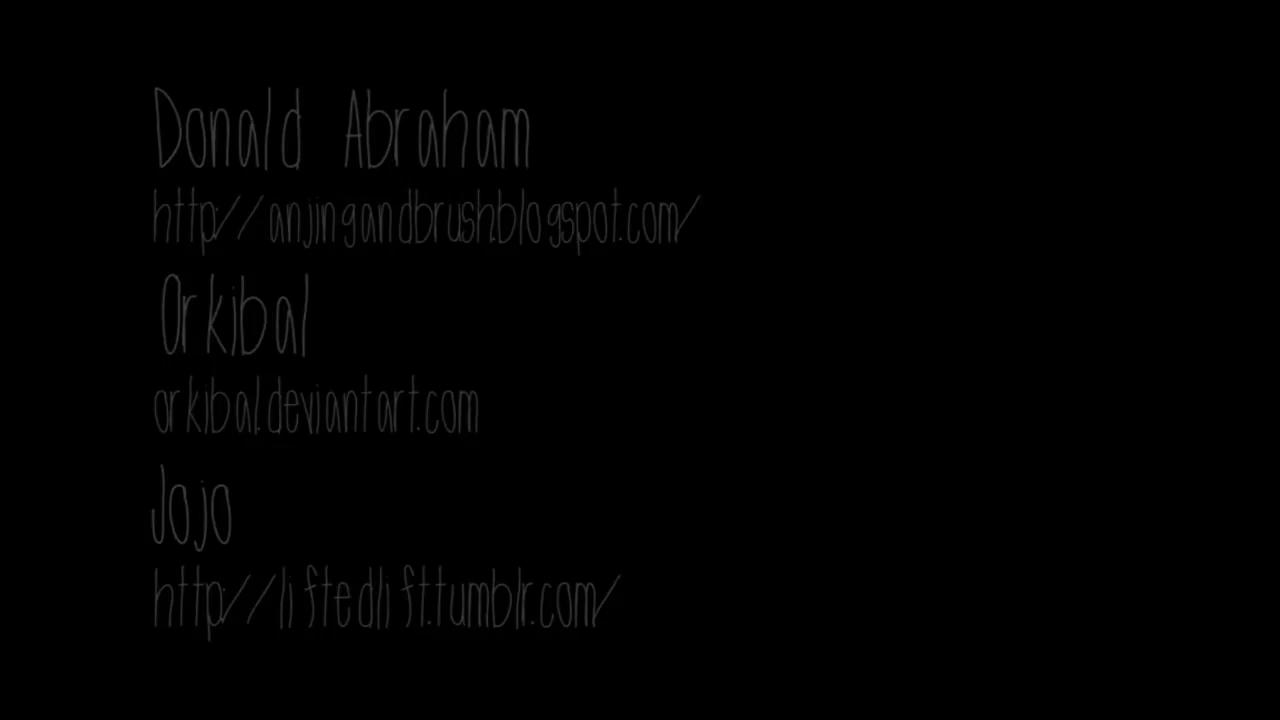 Donald Abraham
http://anjingandbrush.blogspot.com/
Orkibal
orkibal.deviantart.com
Jojo
http://liftedlift.tumblr.com/